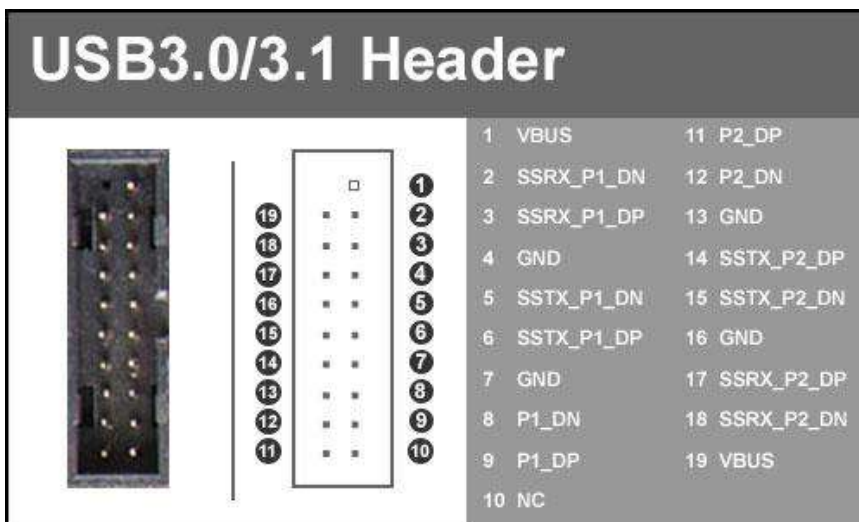 USB3.0/3.1 Header
1
19 2
18 3
17 4
16 5
15 6
14 7
13 8
12 9
11 10
1 VBUS 11 P2_DP
2 SSRX_P1_DN 12 P2_DN
3 SSRX_P1_DP 13 GND
4 GND 14 SSTX_P2_DP
5 SSTX_P1_DN 15 SSTX_P2_DN
6 SSTX_P1_DP 16 GND
7 GND 17 SSRX_P2_DP
8 P1_DN 18 SSRX_P2_DN
9 P1_DP 19 VBUS
10 NC